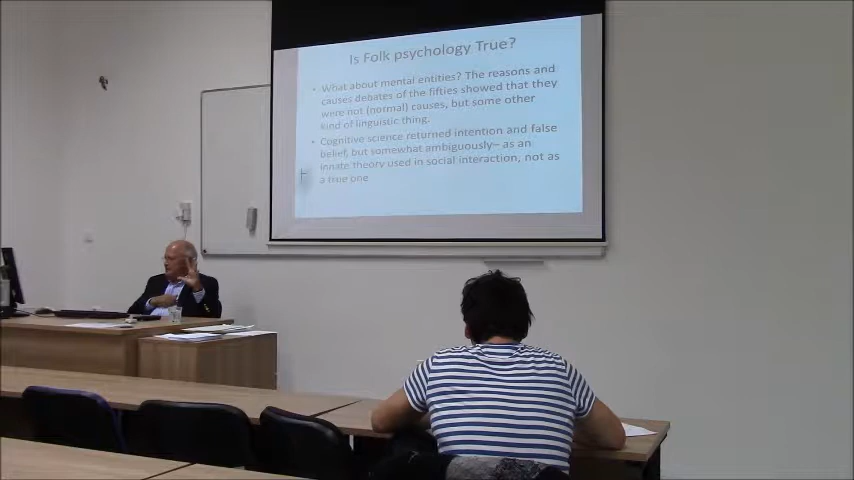 Is Folk psychology True?
• What about mental entities? The reasons and
causes debates of the fifties showed that they
were not (normal) causes, but some other
kind of linguistic thing.
• Cognitive science returned intention and false
belief, but somewhat ambiguously– as an
innate theory used in social interaction, not as
a true one